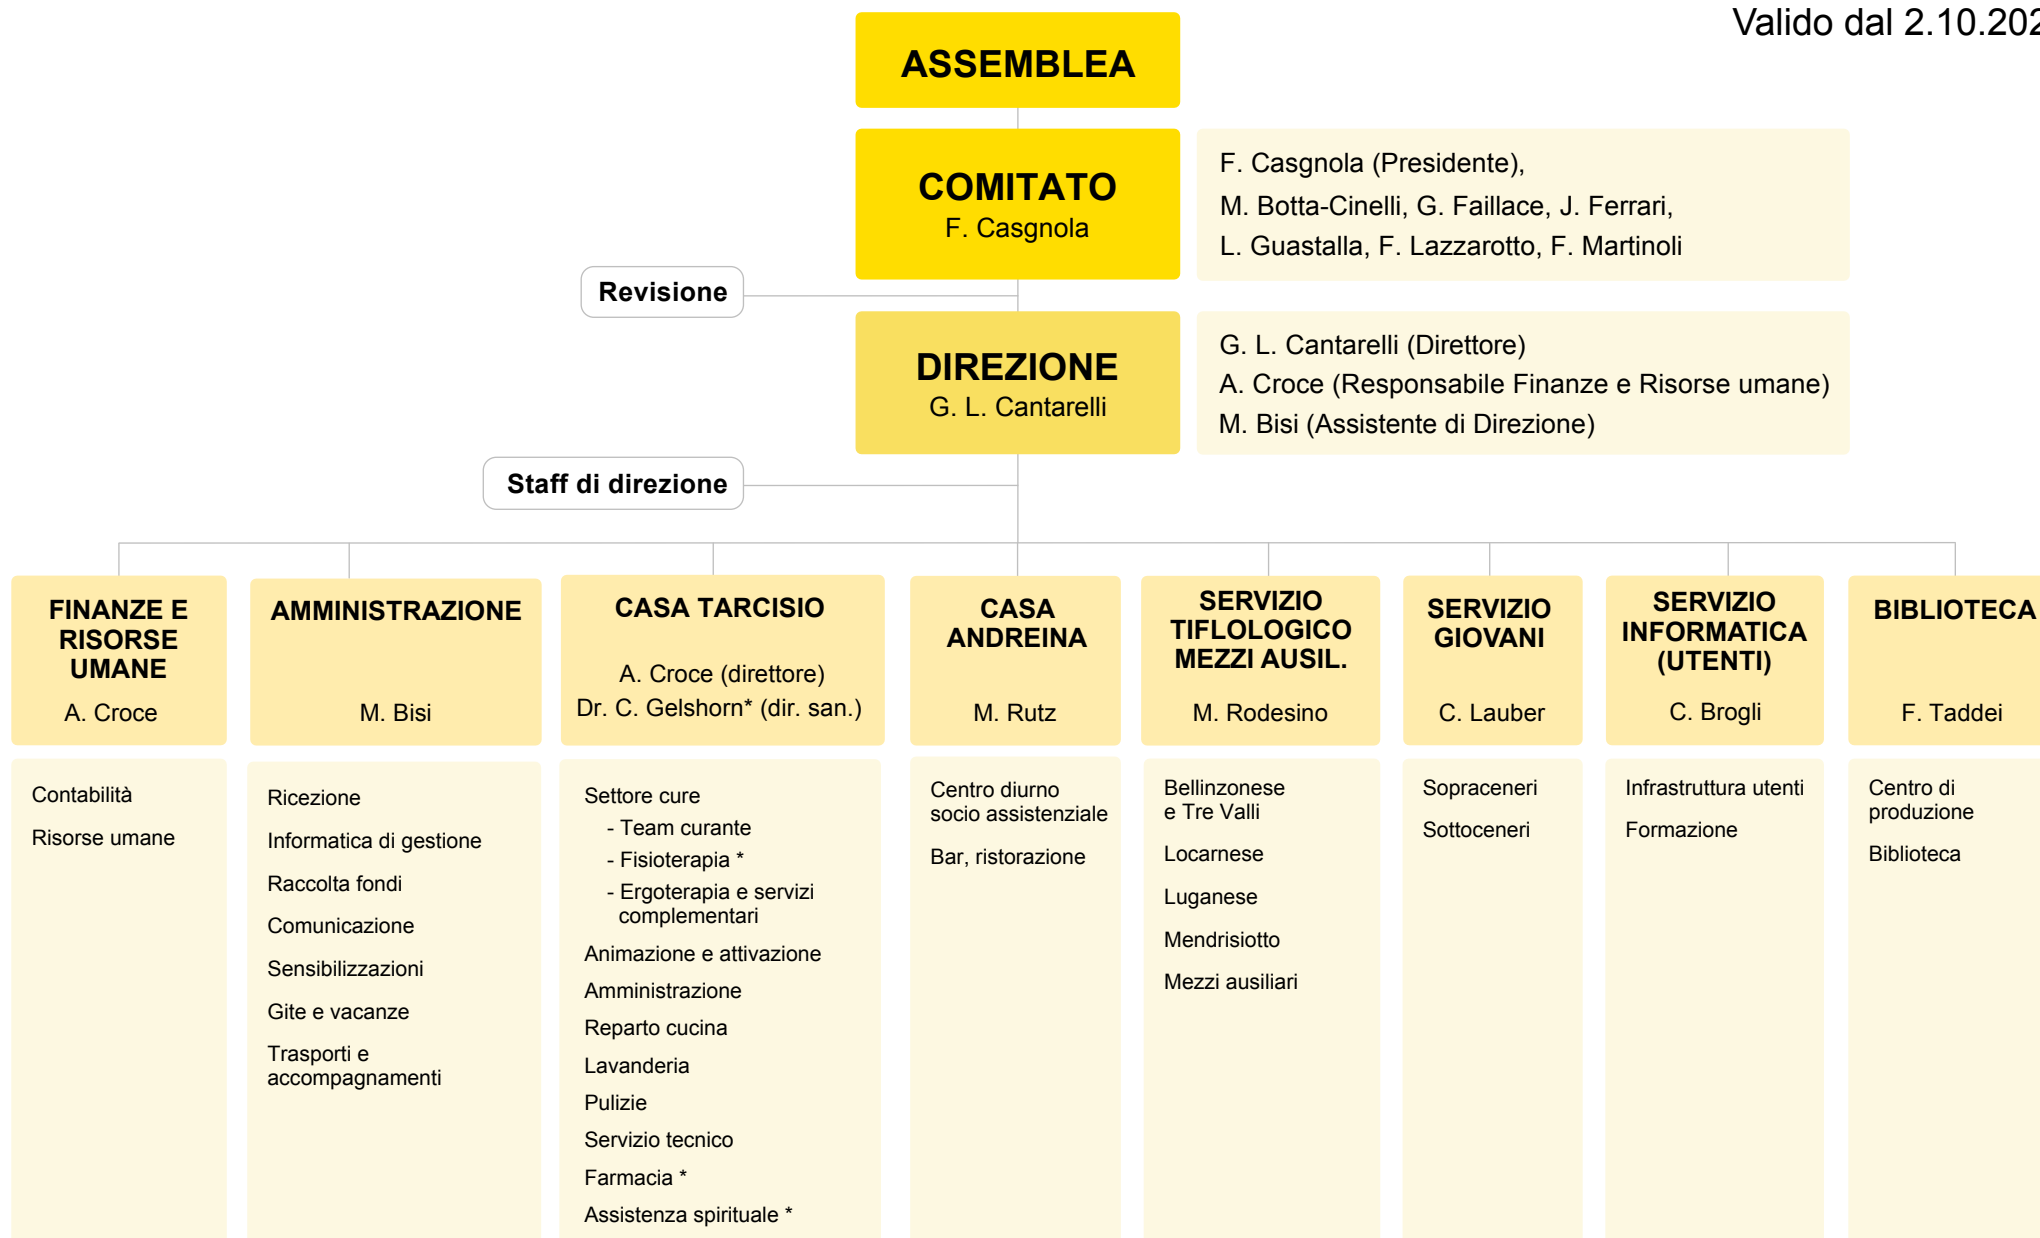 Valido dal 2.10.202
ASSEMBLEA
COMITATO
F. Casgnola
F. Casgnola (Presidente),
M. Botta-Cinelli, G. Faillace, J. Ferrari,
L. Guastalla, F. Lazzarotto, F. Martinoli
Revisione
DIREZIONE
G. L. Cantarelli
G. L. Cantarelli (Direttore)
A. Croce (Responsabile Finanze e Risorse umane)
M. Bisi (Assistente di Direzione)
Staff di direzione
FINANZE E
RISORSE
UMANE
A. Croce
Contabilità
Risorse umane
AMMINISTRAZIONE
M. Bisi
Ricezione
Informatica di gestione
Raccolta fondi
Comunicazione
Sensibilizzazioni
Gite e vacanze
Trasporti e
accompagnamenti
CASA TARCISIO
A. Croce (direttore)
Dr. C. Gelshorn* (dir. san.)
Settore cure
- Team curante
- Fisioterapia *
- Ergoterapia e servizi
complementari
Animazione e attivazione
Amministrazione
Reparto cucina
Lavanderia
Pulizie
Servizio tecnico
Farmacia *
Assistenza spirituale *
CASA
ANDREINA
M. Rutz
Centro diurno
socio assistenziale
Bar, ristorazione
SERVIZIO
TIFLOLOGICO
MEZZI AUSIL.
M. Rodesino
Bellinzonese
e Tre Valli
Locarnese
Luganese
Mendrisiotto
Mezzi ausiliari
SERVIZIO
GIOVANI
C. Lauber
Sopraceneri
Sottoceneri
SERVIZIO
INFORMATICA
(UTENTI)
C. Brogli
Infrastruttura utenti
Formazione
BIBLIOTECA
F. Taddei
Centro di
produzione
Biblioteca